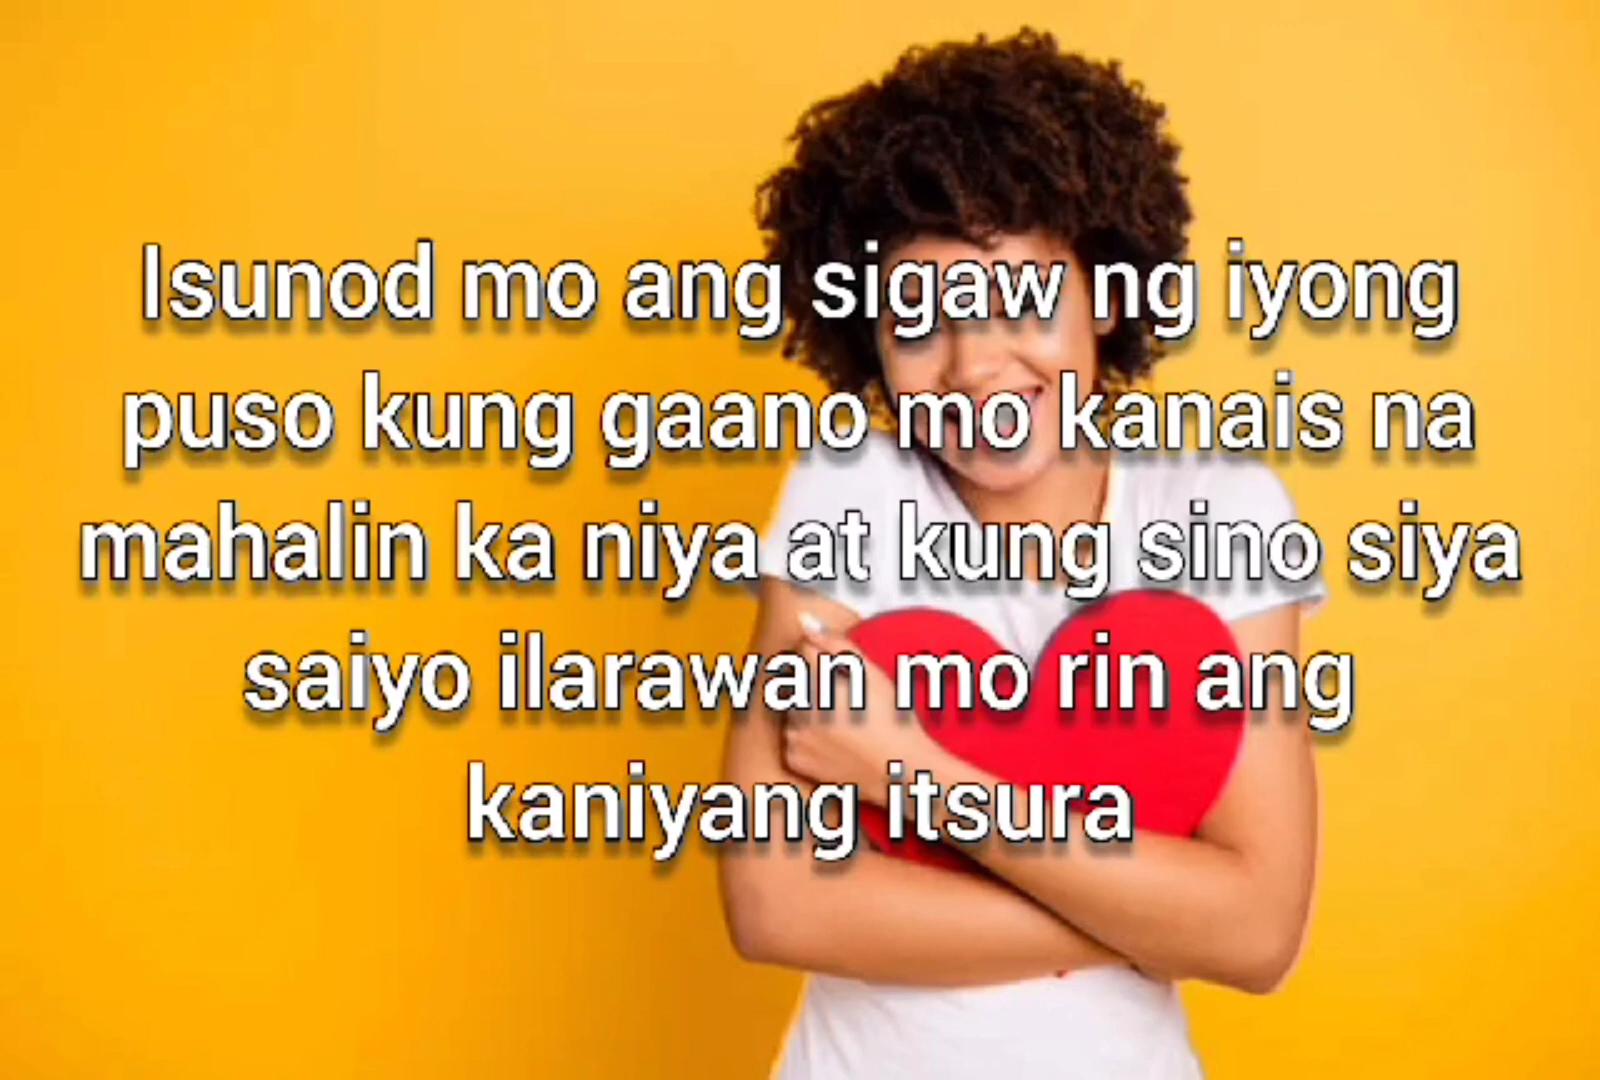 Isunod mo ang sigaw ng iyong
puso kung gaano mo kanais na
mahalin ka niya at kung sino siya
saiyo ilarawan mo rin ang
kaniyang itsura